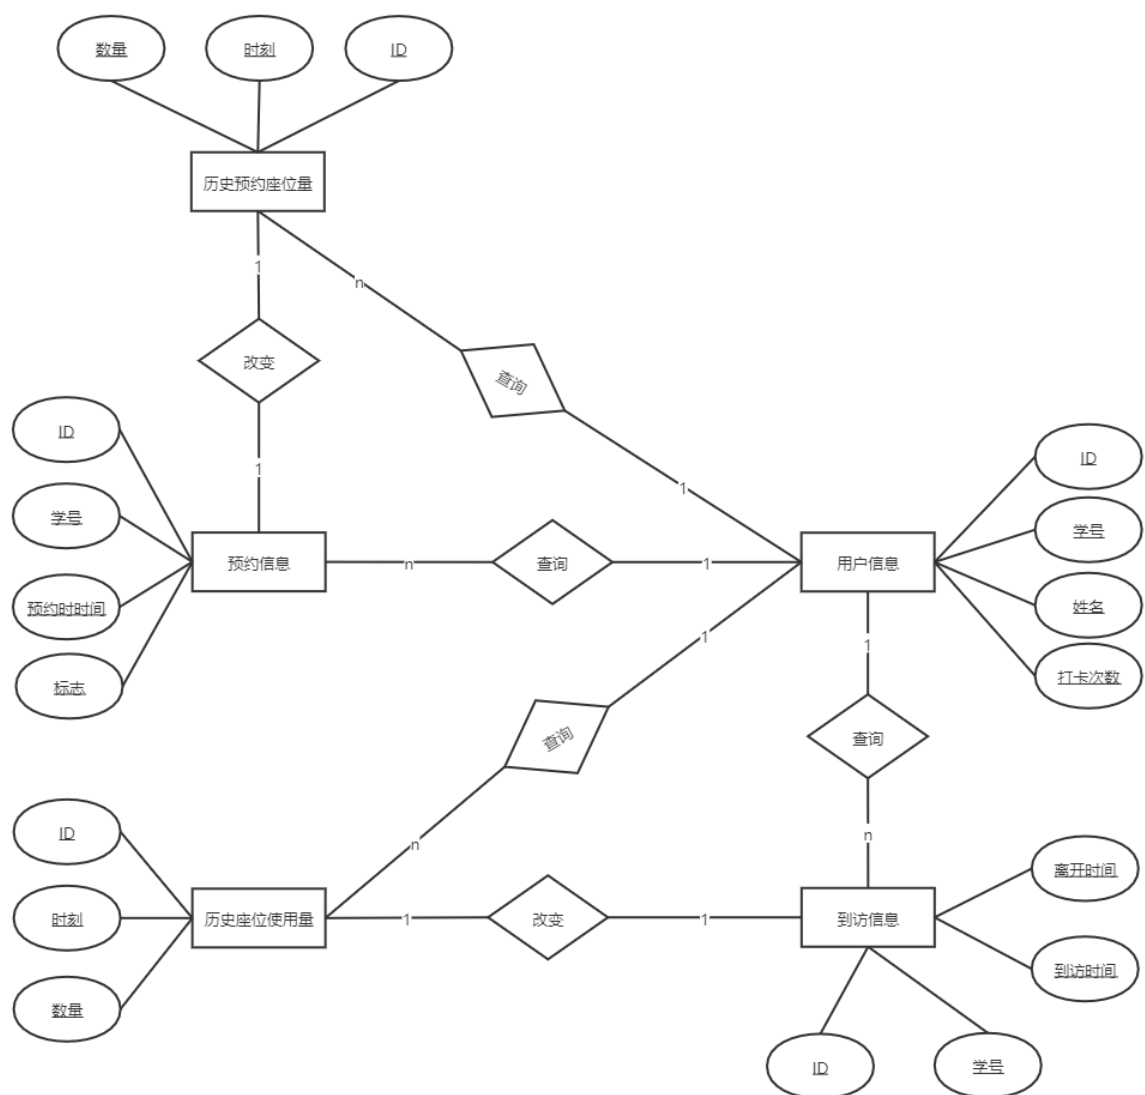 数量
时刻
ID
历史预约座位量
1
n
改变
查询
ID
1
1
ID
学号
学号
预约信息
n
查询
1
用户信息
预约时时间
姓名
1
1
标志
打卡次数
查询
查询
ID
n
n
离开时间
历史座位使用量
1
改变
1
到访信息
时刻
到访时间
数量
ID
学号